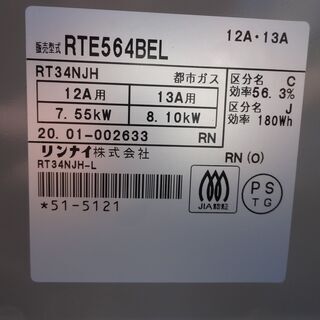 販売型式 RTE564BEL 12A・13A
RT34NJH 都市ガス
12A用 13A用
7.55kW 8.10kW
区分名 C
効率56.3%
区分名 J
効率 180Wh
20.01-002633 RN
リンナイ株式会社 RN(O)
RT34NJH-L
*51-5121
JIA認証
PS
TG